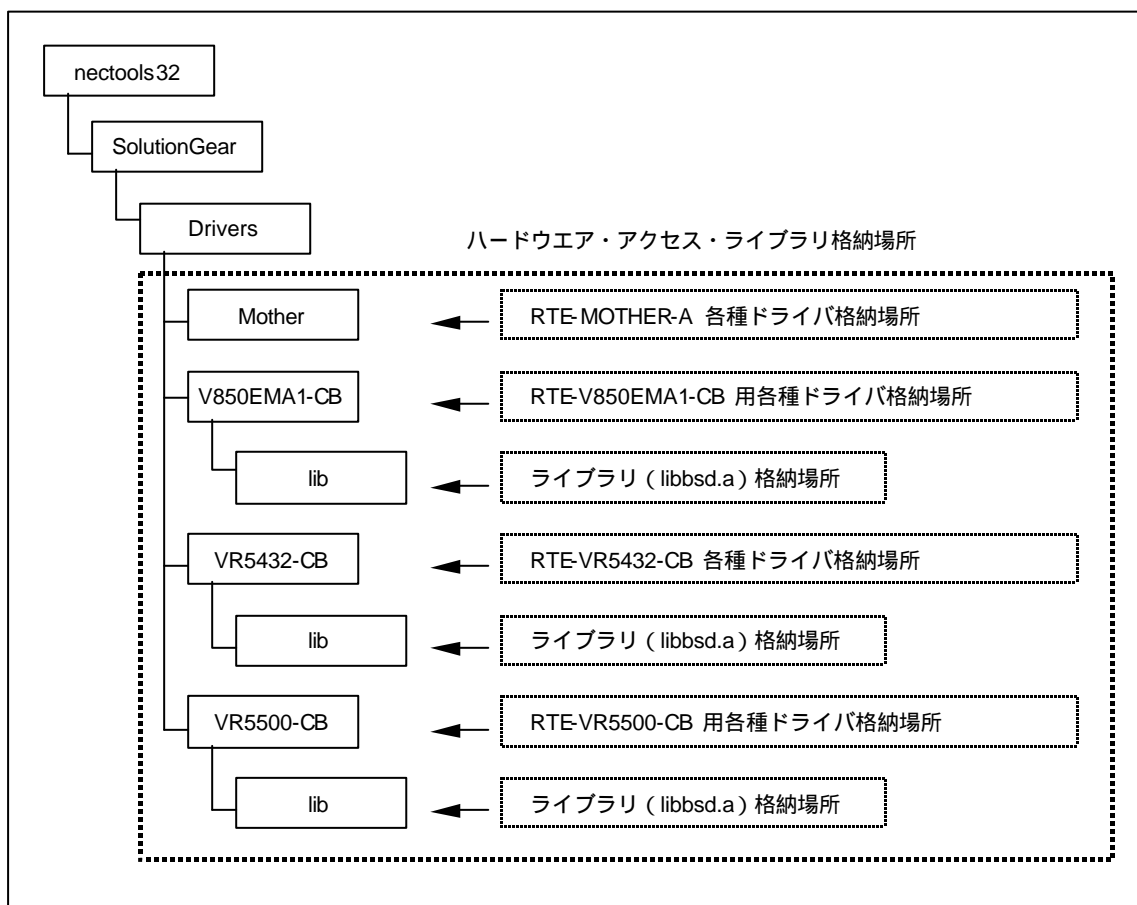 nectools32
SolutionGear
Drivers
ハードウエア・アクセス・ライブラリ格納場所
Mother
RTE-MOTHER-A 各種ドライバ格納場所
V850EMA1-CB
RTE-V850EMA1-CB 用各種ドライバ格納場所
lib
ライブラリ（libbsd.a）格納場所
VR5432-CB
RTE-VR5432-CB 各種ドライバ格納場所
lib
ライブラリ（libbsd.a）格納場所
VR5500-CB
RTE-VR5500-CB 用各種ドライバ格納場所
lib
ライブラリ（libbsd.a）格納場所